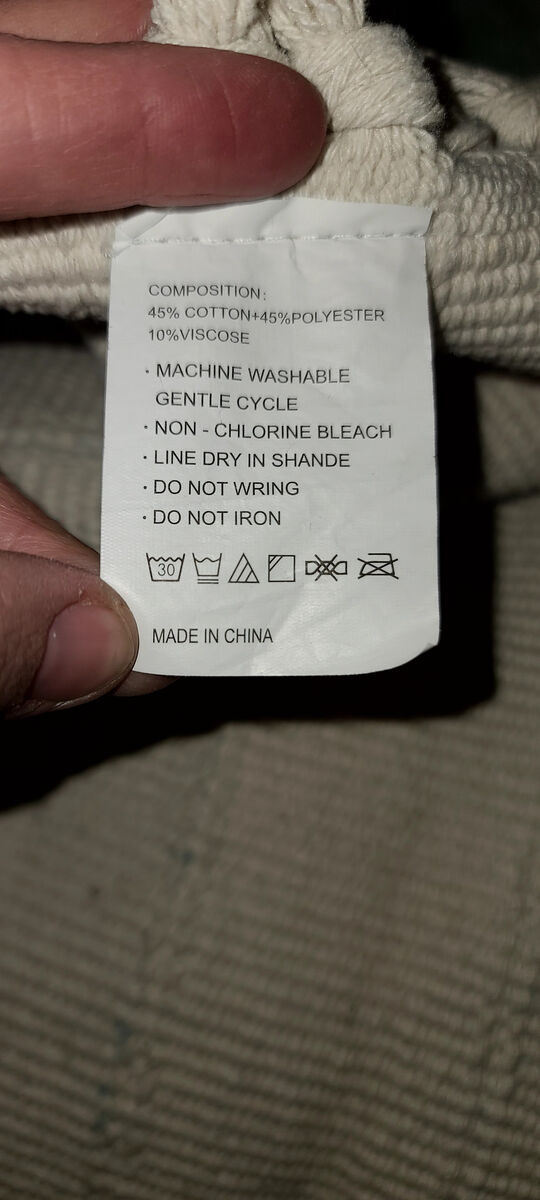 COMPOSITION:
45% COTTON+45%POLYESTER
10%VISCOSE
· MACHINE WASHABLE
GENTLE CYCLE
· NON - CHLORINE BLEACH
· LINE DRY IN SHANDE
· DO NOT WRING
· DO NOT IRON
30
MADE IN CHINA